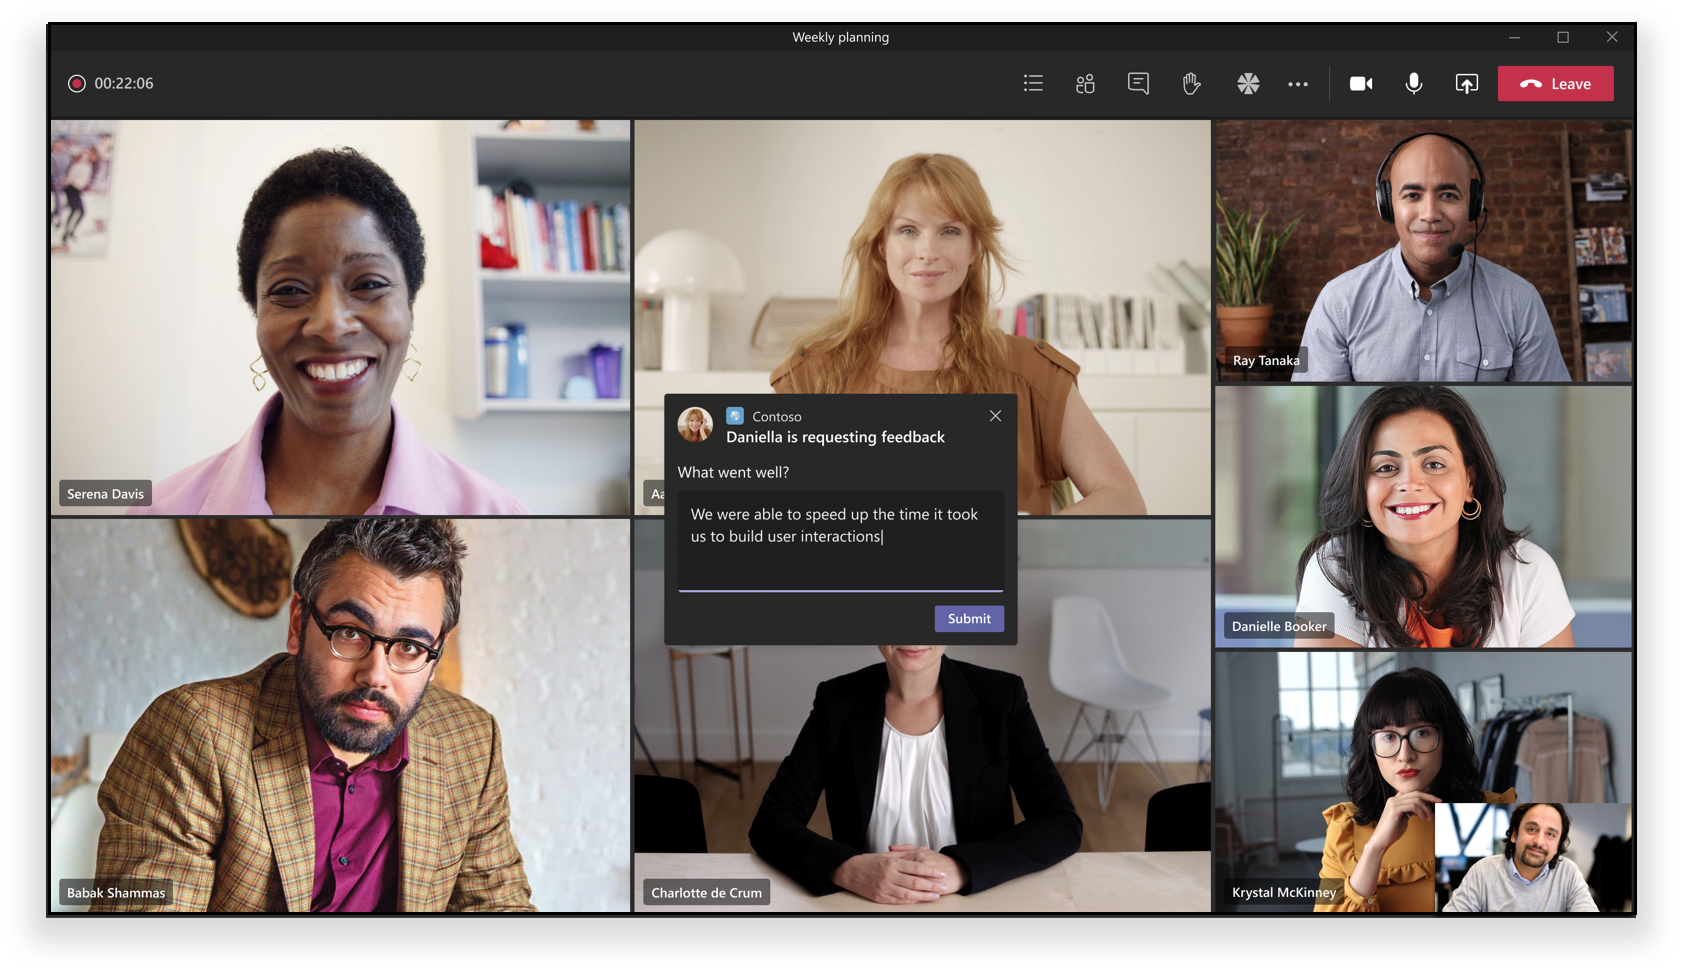 Weekly planning
00:22:06
Leave
Serena Davis
Aa
Ray Tanaka
Contoso
Daniella is requesting feedback
What went well?
We were able to speed up the time it took
us to build user interactions
Submit
Danielle Booker
Babak Shammas
Charlotte de Crum
Krystal McKinney